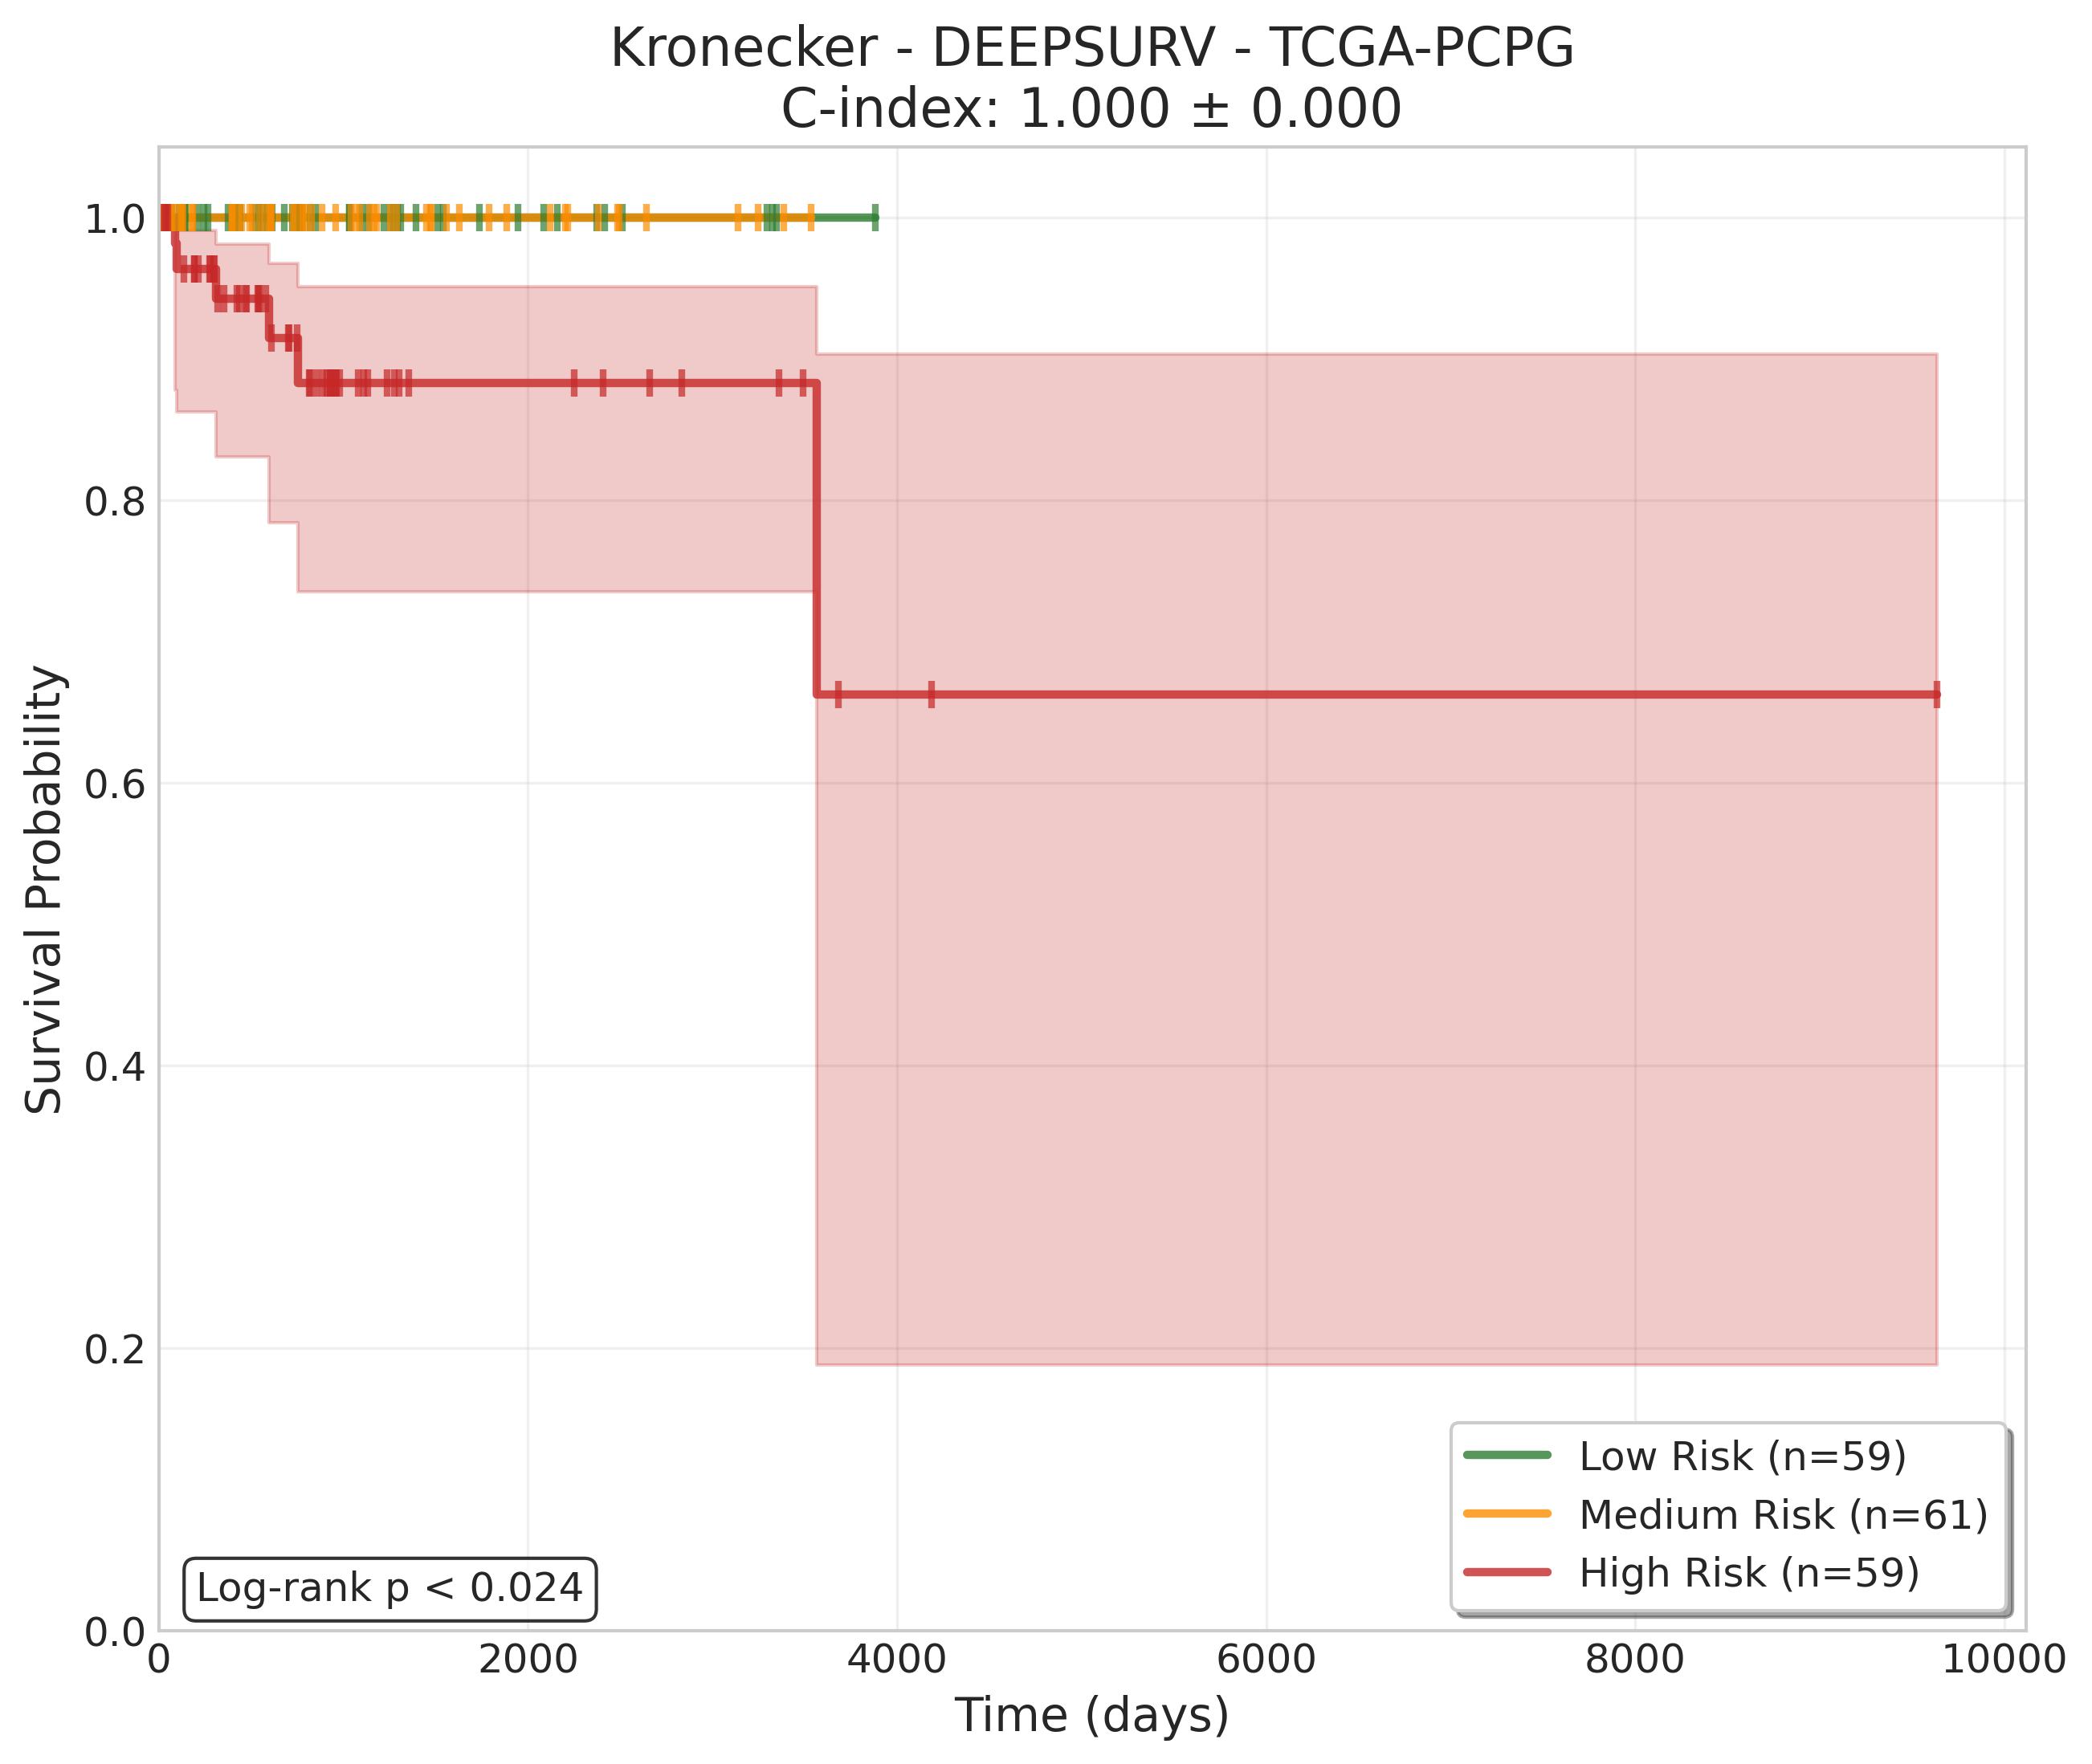 Kronecker - DEEPSURV - TCGA-PCPG
C-index: 1.000 ± 0.000
Survival Probability
1.0
0.8
0.6
0.4
0.2
0.0
0
2000
4000
6000
8000
10000
Time (days)
Log-rank p < 0.024
Low Risk (n=59)
Medium Risk (n=61)
High Risk (n=59)